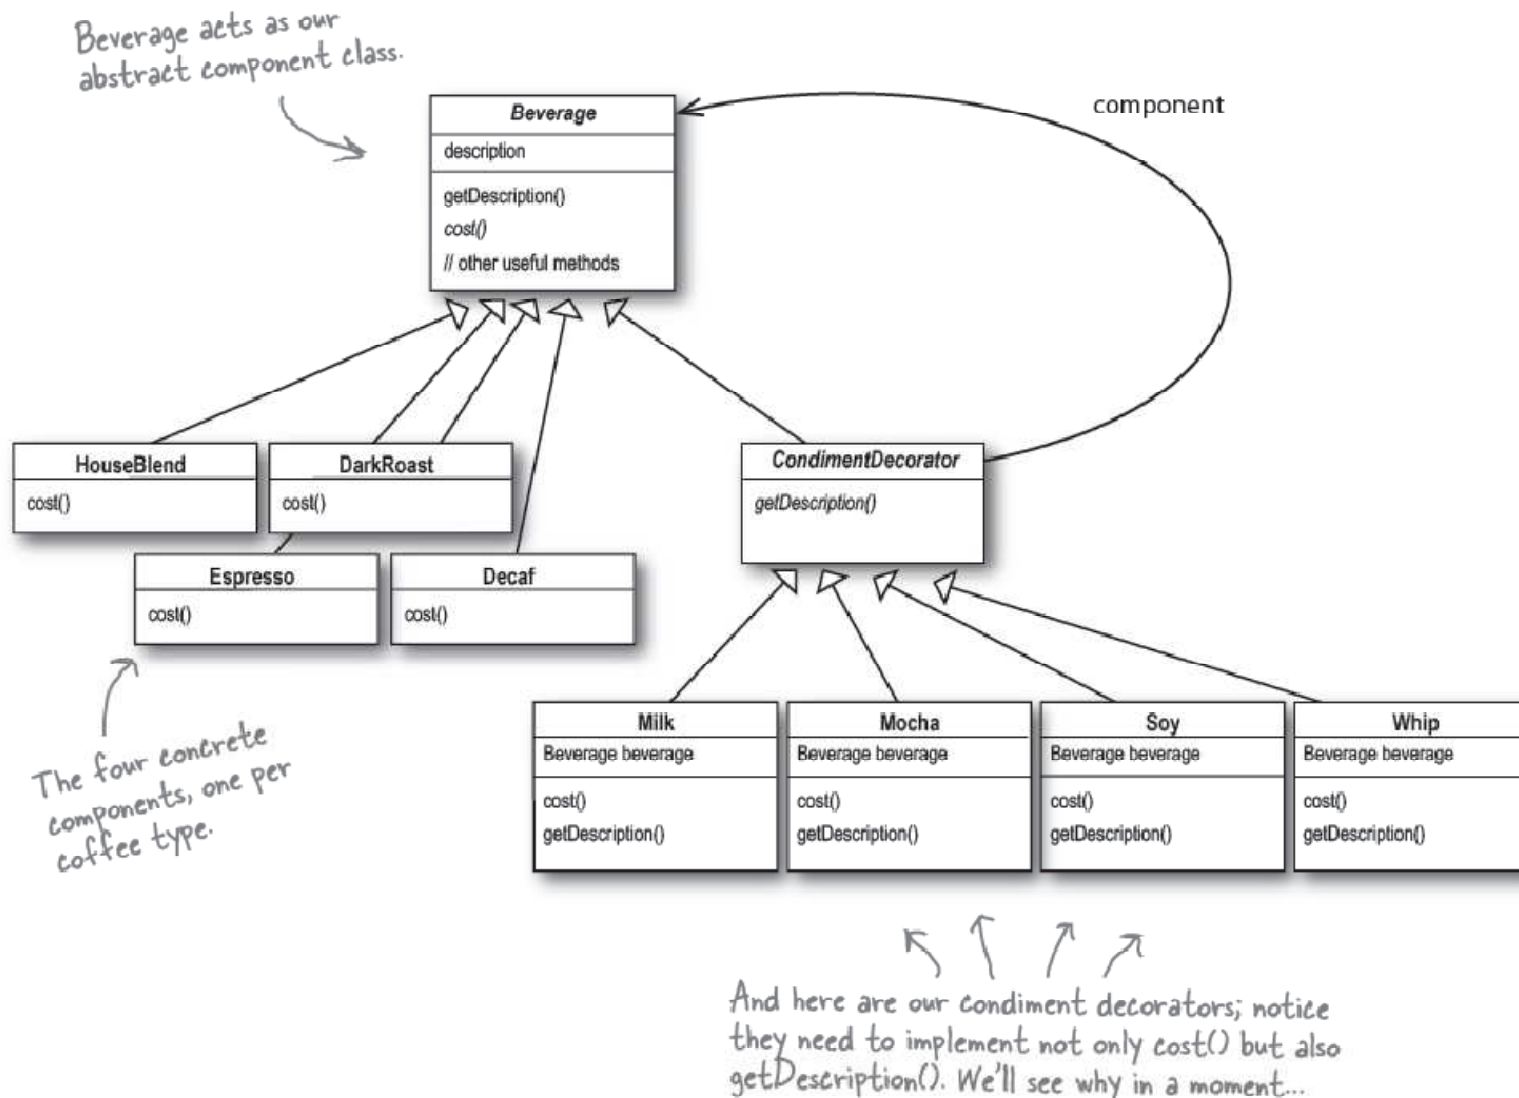 Beverage acts as our
abstract component class.
component
Beverage
description
getDescription()
cost()
// other useful methods
HouseBlend
cost()
DarkRoast
cost()
CondimentDecorator
getDescription()
Espresso
cost()
Decaf
cost()
The four concrete
components, one per
coffee type.
Milk
Beverage beverage
cost()
getDescription()
Mocha
Beverage beverage
cost()
getDescription()
Soy
Beverage beverage
cost()
getDescription()
Whip
Beverage beverage
cost()
getDescription()
And here are our condiment decorators; notice
they need to implement not only cost() but also
getDescription(). We'll see why in a moment...